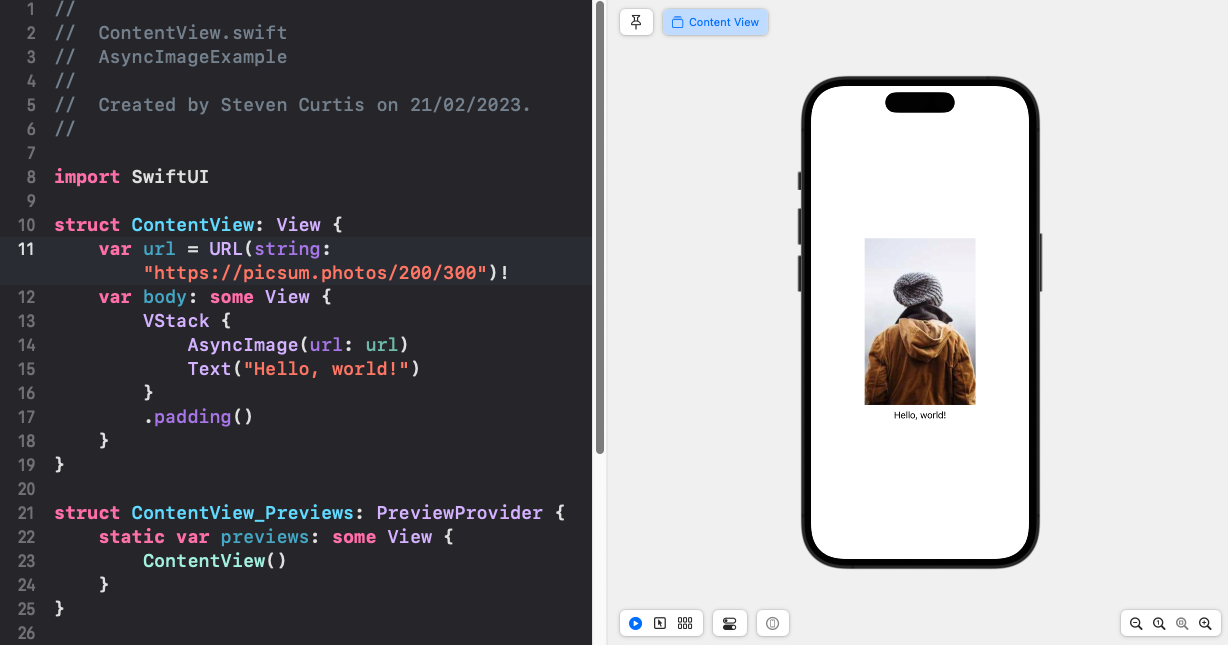 1 //
2 //  ContentView.swift
3 //  AsyncImageExample
4 //
5 //  Created by Steven Curtis on 21/02/2023.
6 //
7
8 import SwiftUI
9
10 struct ContentView: View {
11     var url = URL(string:
        "https://picsum.photos/200/300")!
12     var body: some View {
13         VStack {
14             AsyncImage(url: url)
15             Text("Hello, world!")
16         }
17         .padding()
18     }
19 }
20
21 struct ContentView_Previews: PreviewProvider {
22     static var previews: some View {
23         ContentView()
24     }
25 }
26
Content View
Hello, world!